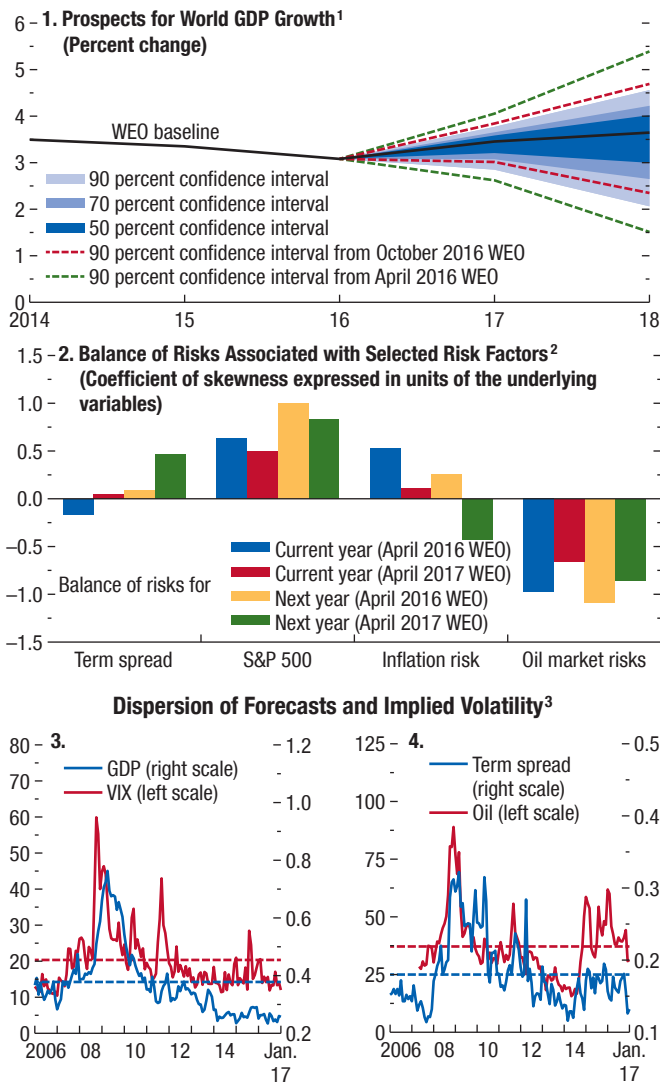 1. Prospects for World GDP Growth¹
(Percent change)
6
5
4
3
2
1
0
WEO baseline
90 percent confidence interval
70 percent confidence interval
50 percent confidence interval
90 percent confidence interval from October 2016 WEO
90 percent confidence interval from April 2016 WEO
2014 15 16 17 18
2. Balance of Risks Associated with Selected Risk Factors²
(Coefficient of skewness expressed in units of the underlying
variables)
1.5
1.0
0.5
0.0
–0.5
–1.0
–1.5
Balance of risks for
Current year (April 2016 WEO)
Current year (April 2017 WEO)
Next year (April 2016 WEO)
Next year (April 2017 WEO)
Term spread S&P 500 Inflation risk Oil market risks
Dispersion of Forecasts and Implied Volatility³
3.
GDP (right scale)
VIX (left scale)
80
70
60
50
40
30
20
10
0
1.2
1.0
0.9
0.7
0.5
0.4
0.2
2006 08 10 12 14 Jan.
17
4.
Term spread
(right scale)
Oil (left scale)
125
100
75
50
25
0
0.5
0.4
0.3
0.2
0.1
2006 08 10 12 14 Jan.
17